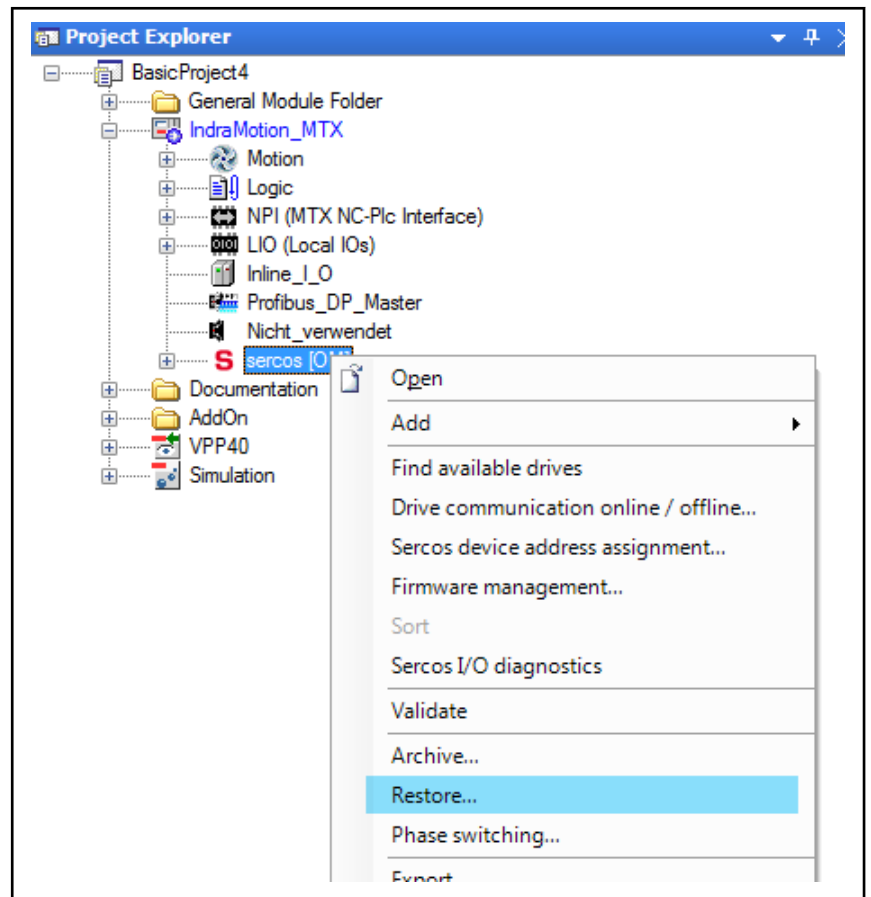 Project Explorer
BasicProject4
General Module Folder
IndraMotion_MTX
Motion
Logic
NPI (MTX NC-Plc Interface)
LIO (Local IOs)
Inline_I_O
Profibus_DP_Master
Nicht_verwendet
S sercos
Documentation
AddOn
VPP40
Simulation
Open
Add
Find available drives
Drive communication online / offline...
Sercos device address assignment...
Firmware management...
Sort
Sercos I/O diagnostics
Validate
Archive...
Restore...
Phase switching...
Export